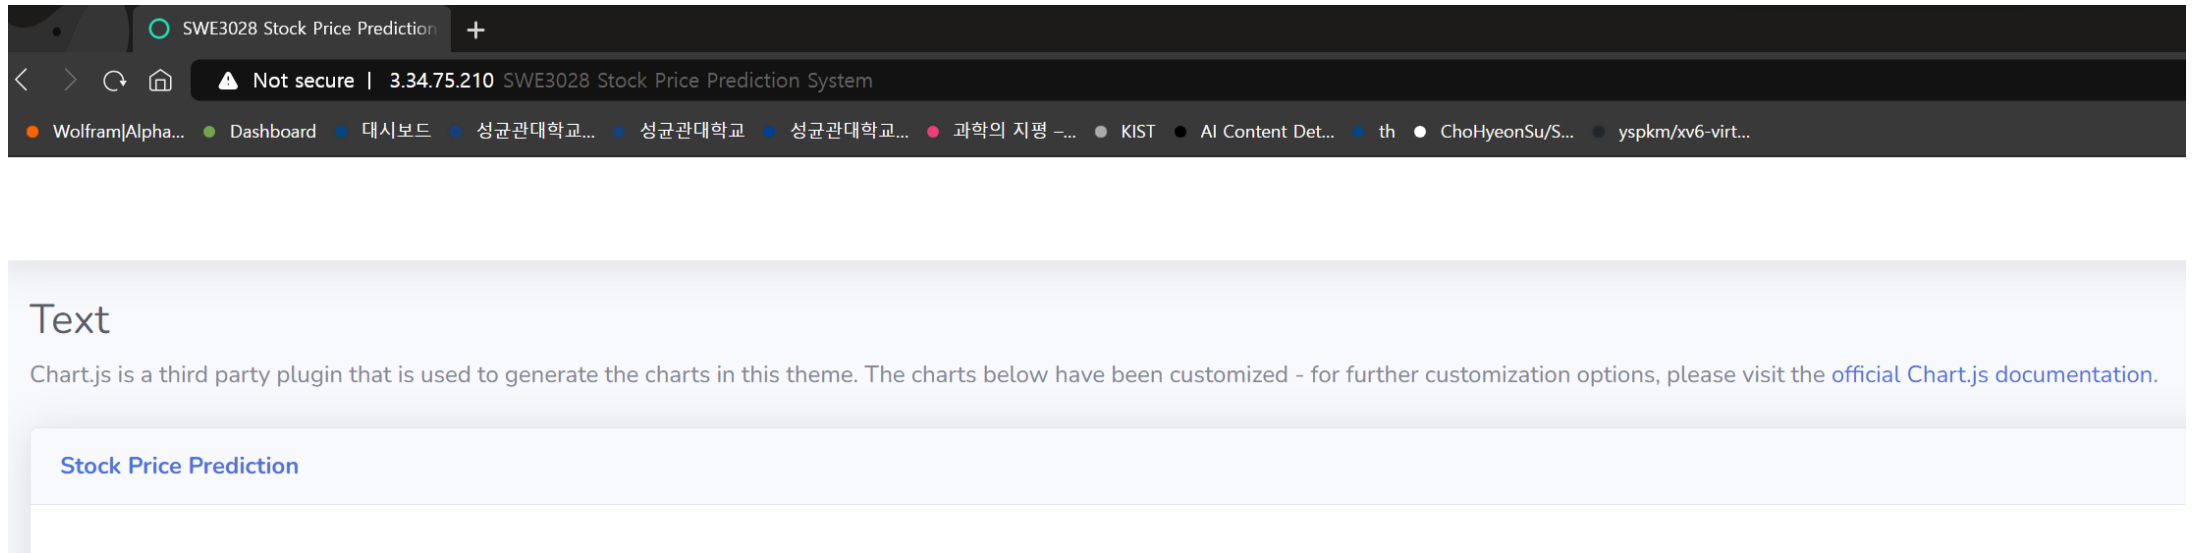 SWE3028 Stock Price Prediction
Not secure | 3.34.75.210 SWE3028 Stock Price Prediction System
Wolfram|Alpha... Dashboard 대시보드 성균관대학교... 성균관대학교 성균관대학교... 과학의 지평 –... KIST AI Content Det... th ChoHyeonSu/S... yspkm/xv6-virt...
Text
Chart.js is a third party plugin that is used to generate the charts in this theme. The charts below have been customized - for further customization options, please visit the official Chart.js documentation.
Stock Price Prediction